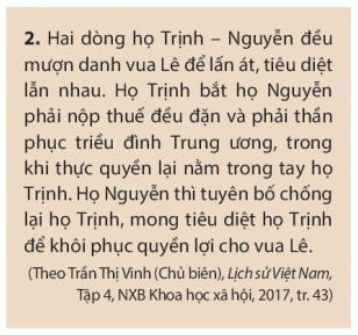 2. Hai dòng họ Trịnh – Nguyễn đều
mượn danh vua Lê để lấn át, tiêu diệt
lẫn nhau. Họ Trịnh bắt họ Nguyễn
phải nộp thuế đều đặn và phải thần
phục triều đình Trung ương, trong
khi thực quyền lại nằm trong tay họ
Trịnh. Họ Nguyễn thì tuyên bố chống
lại họ Trịnh, mong tiêu diệt họ Trịnh
để khôi phục quyền lợi cho vua Lê.
(Theo Trần Thị Vinh (Chủ biên), Lịch sử Việt Nam,
Tập 4, NXB Khoa học xã hội, 2017, tr. 43)